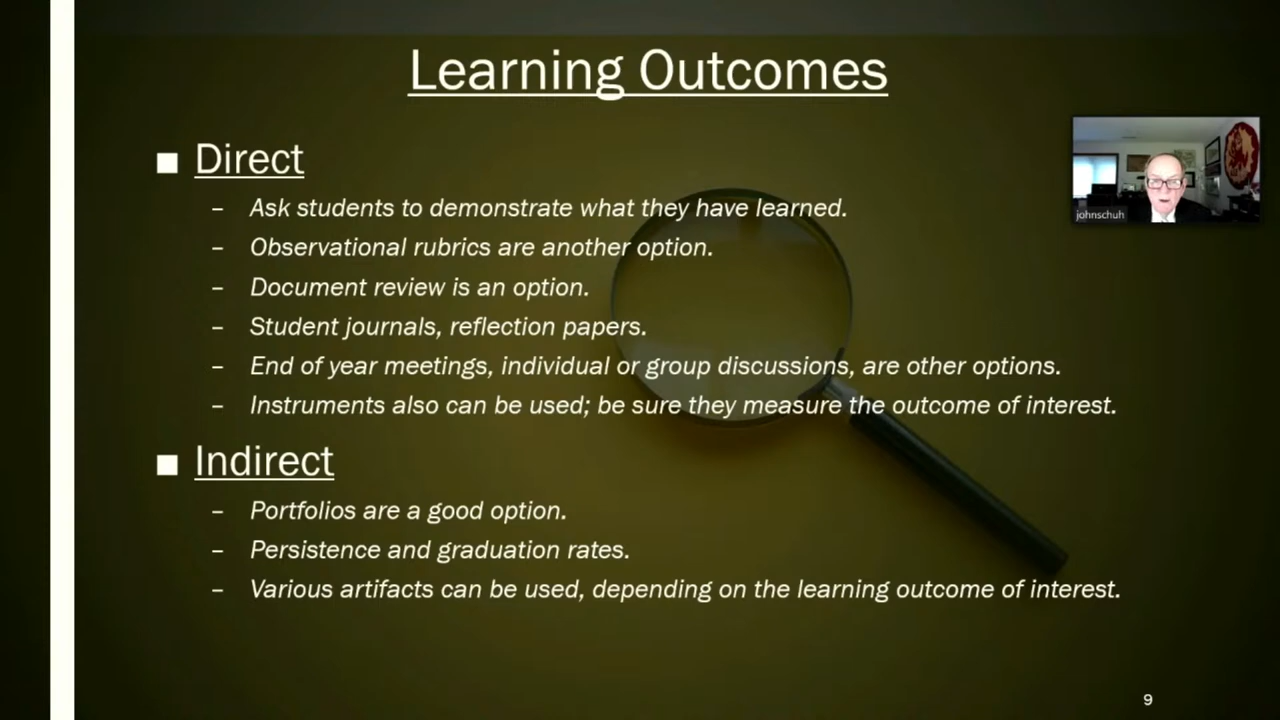 Learning Outcomes
■ Direct
– Ask students to demonstrate what they have learned.
– Observational rubrics are another option.
– Document review is an option.
– Student journals, reflection papers.
– End of year meetings, individual or group discussions, are other options.
– Instruments also can be used; be sure they measure the outcome of interest.
■ Indirect
– Portfolios are a good option.
– Persistence and graduation rates.
– Various artifacts can be used, depending on the learning outcome of interest.
johnschuh
9